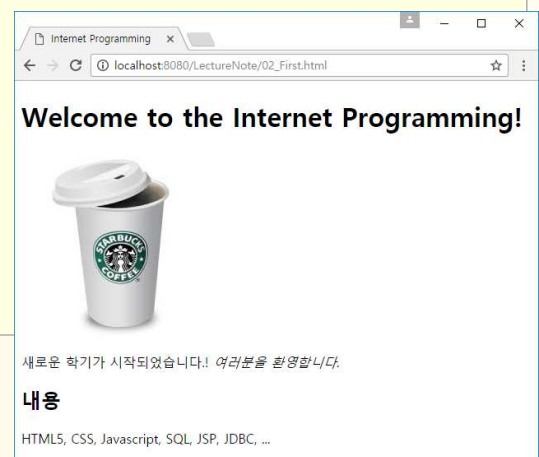 Internet Programming
localhost:8080/LectureNote/02_First.html
Welcome to the Internet Programming!
STARBUCKS
COFFEE
새로운 학기가 시작되었습니다.! 여러분을 환영합니다.
내용
HTML5, CSS, Javascript, SQL, JSP, JDBC, ...